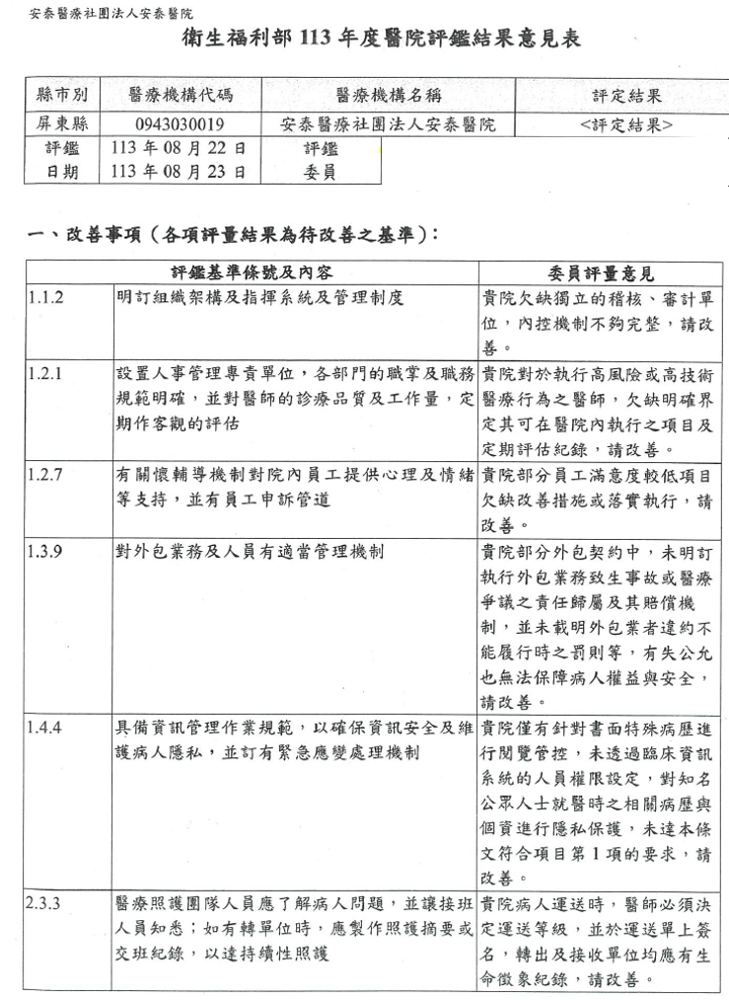 安泰醫療社團法人安泰醫院
衛生福利部 113 年度醫院評鑑結果意見表
縣市別 醫療機構代碼 醫療機構名稱 評定結果
屏東縣 0943030019 安泰醫療社團法人安泰醫院 <評定結果>
評鑑 113 年 08 月 22 日 評鑑
日期 113 年 08 月 23 日 委員
一、改善事項（各項評量結果為待改善之基準）：
評鑑基準條號及內容 委員評量意見
1.1.2 明訂組織架構及指揮系統及管理制度 貴院欠缺獨立的稽核、審計單
位，內控機制不夠完整，請改
善。
1.2.1 設置人事管理專責單位，各部門的職掌及職務 貴院對於執行高風險或高技術
規範明確，並對醫師的診療品質及工作量，定 醫療行為之醫師，欠缺明確界
期作客觀的評估 定其可在醫院內執行之項目及
定期評估紀錄，請改善。
1.2.7 有關懷輔導機制對院內員工提供心理及情緒 貴院部分員工滿意度較低項目
等支持，並有員工申訴管道 欠缺改善措施或落實執行，請
改善。
1.3.9 對外包業務及人員有適當管理機制 貴院部分外包契約中，未明訂
執行外包業務致生事故或醫療
爭議之責任歸屬及其賠償機
制，並未載明外包業者違約不
能履行時之罰則等，有失公允
也無法保障病人權益與安全，
請改善。
1.4.4 具備資訊管理作業規範，以確保資訊安全及維 貴院僅有針對書面特殊病歷進
護病人隱私，並訂有緊急應變處理機制 行閱覽管控，未透過臨床資訊
系統的人員權限設定，對知名
公眾人士就醫時之相關病歷與
個資進行隱私保護，未達本條
文符合項目第 1 項的要求，請
改善。
2.3.3 醫療照護團隊人員應了解病人問題，並讓接班 貴院病人運送時，醫師必須決
人員知悉；如有轉單位時，應製作照護摘要或 定運送等級，並於運送單上簽
交班紀錄，以達持續性照護 名，轉出及接收單位均應有生
命徵象紀錄，請改善。